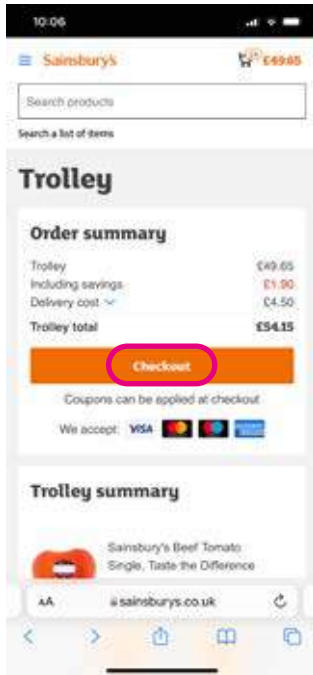 10:06
Sainsbury's £49.65
Search products
Search a list of items
Trolley
Order summary
Trolley £49.65
Including savings £1.90
Delivery cost £4.50
Trolley total £54.15
Checkout
Coupons can be applied at checkout
We accept: VISA
Trolley summary
Sainsbury's Beef Tomato
Single, Taste the Difference
AA sainsburys.co.uk